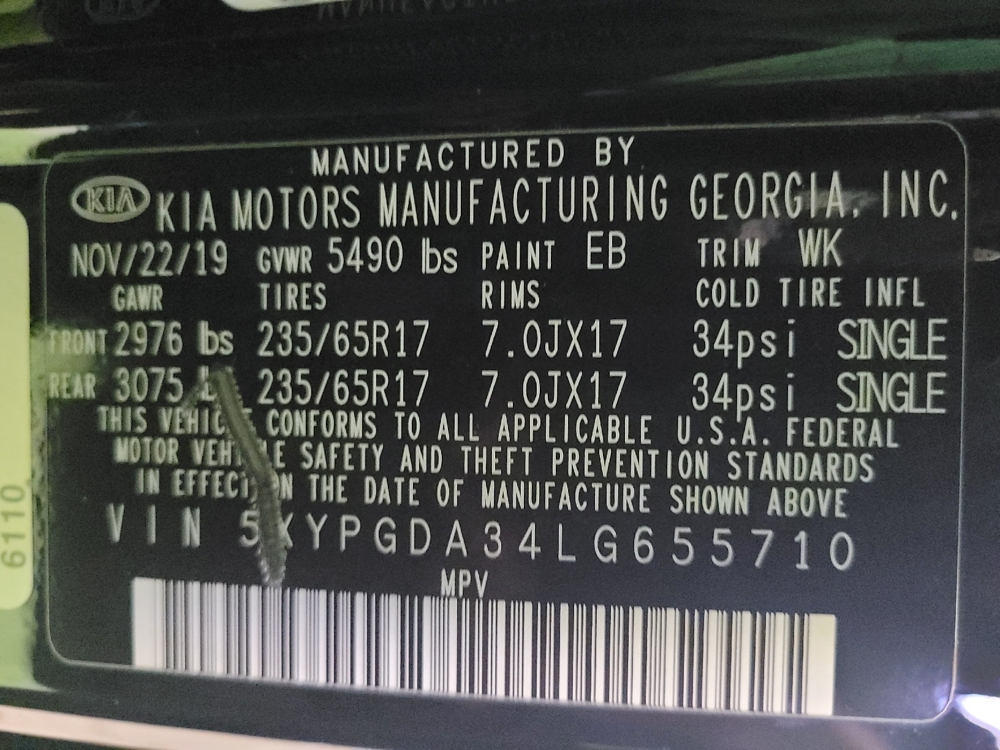 MANUFACTURED BY
KIA KIA MOTORS MANUFACTURING GEORGIA, INC.
NOV/22/19 GVWR 5490 lbs PAINT EB TRIM WK
GAWR TIRES RIMS COLD TIRE INFL
FRONT 2976 lbs 235/65R17 7.0JX17 34psi SINGLE
REAR 3075 235/65R17 7.0JX17 34psi SINGLE
THIS VEHICLE CONFORMS TO ALL APPLICABLE U.S.A. FEDERAL
MOTOR VEHICLE SAFETY AND THEFT PREVENTION STANDARDS
IN EFFECT ON THE DATE OF MANUFACTURE SHOWN ABOVE
VIN 5XYPGDA34LG655710
MPV
6110